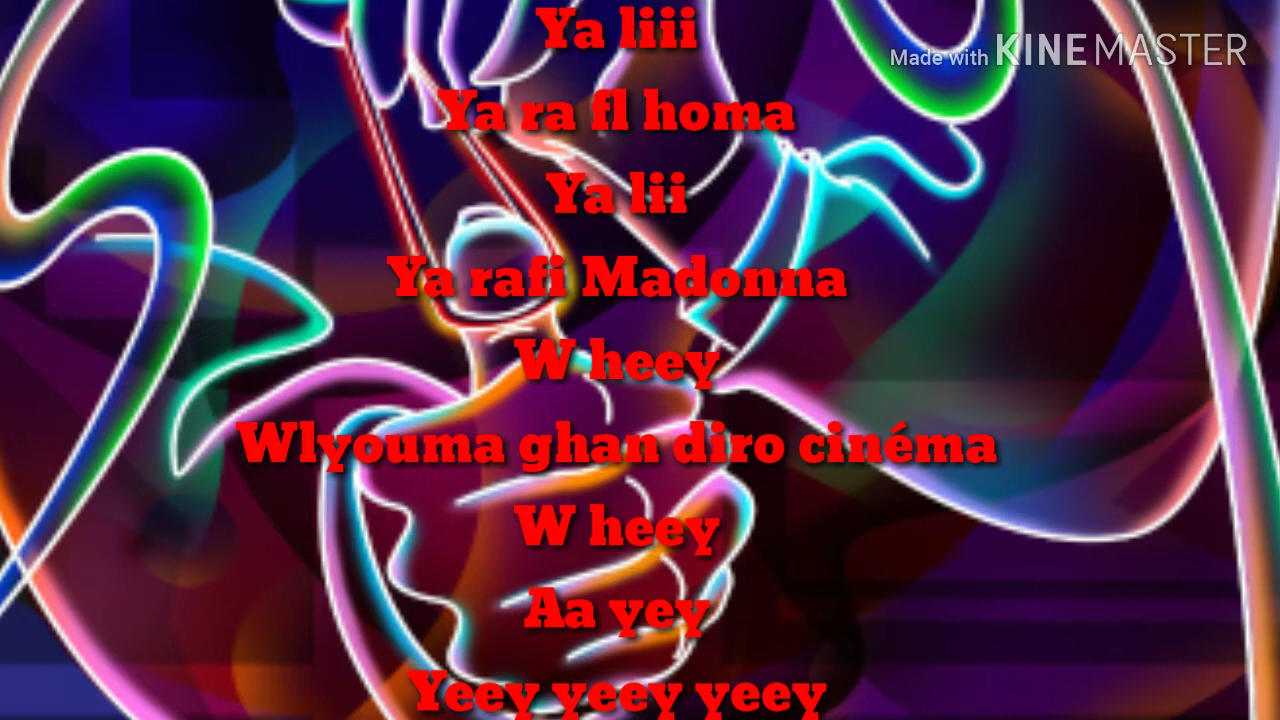 Ya liii
Made with KINEMASTER
Ya ra fl homa
Ya lii
Ya rafi Madonna
W heey
Wlyouma ghan diro cinéma
W heey
Aa yey
Yeey yeey yeey